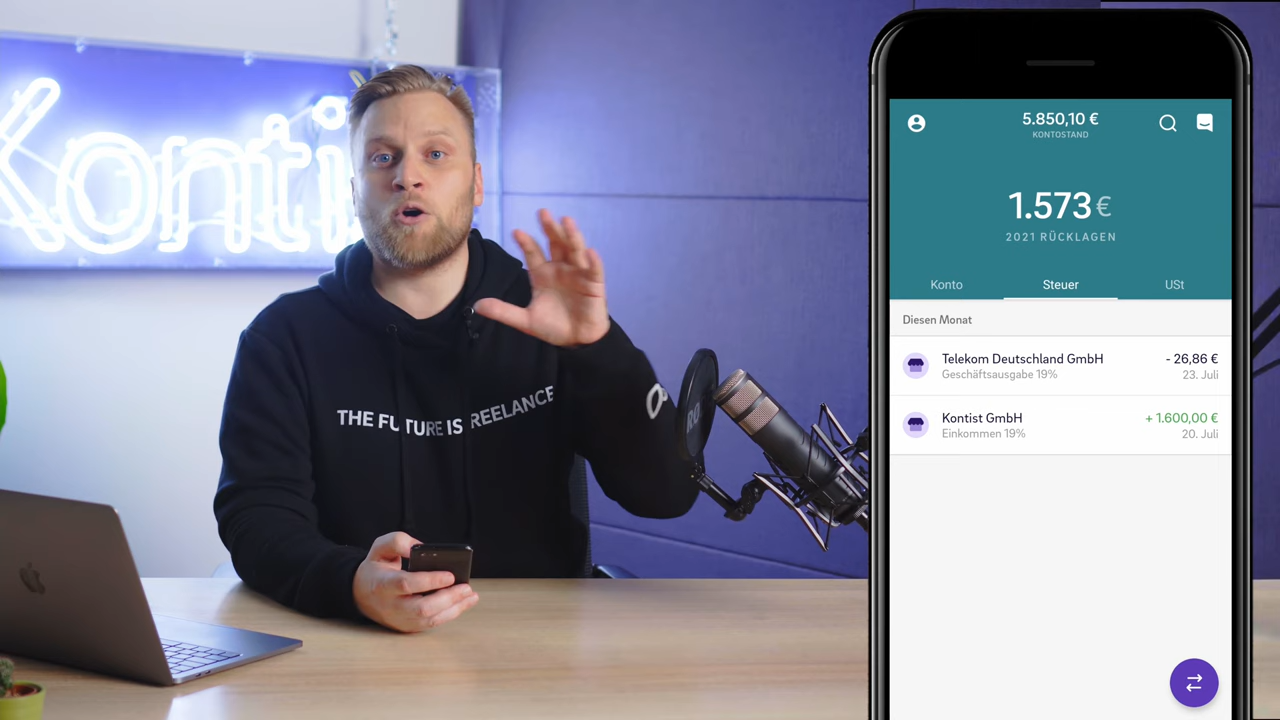 Konti
THE FUTURE IS REELANCE
5.850,10 €
KONTOSTAND
1.573 €
2021 RÜCKLAGEN
Konto Steuer USt
Diesen Monat
Telekom Deutschland GmbH - 26,86 €
Geschäftsausgabe 19% 23. Juli
Kontist GmbH + 1.600,00 €
Einkommen 19% 20. Juli